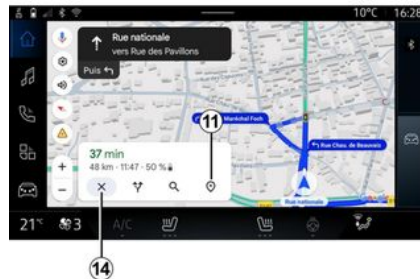 10°C 16:28
Rue nationale
vers Rue des Pavillons
Puis
11
Maréchal Foch
Rue Chau. de Beauvais
37 min
48 km · 11:47 · 50 %
Rue nationale
21° 3 A/C
14